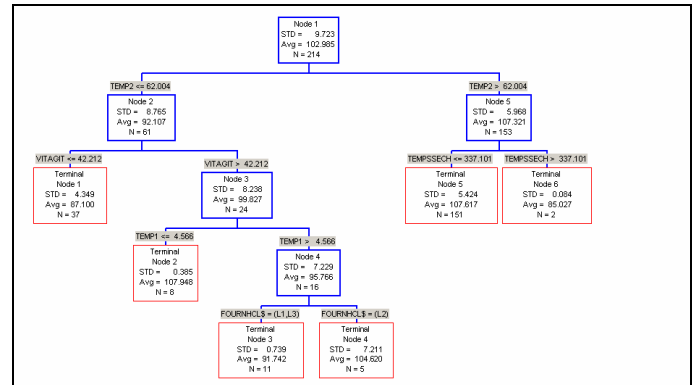 Node 1
STD = 9.723
Avg = 102.985
N = 214
TEMP2 <= 62.004
TEMP2 > 62.004
Node 2
STD = 8.765
Avg = 92.107
N = 61
Node 5
STD = 5.968
Avg = 107.321
N = 153
VITAGIT <= 42.212
VITAGIT > 42.212
TEMPSSECH <= 337.101
TEMPSSECH > 337.101
Terminal
Node 1
STD = 4.349
Avg = 87.100
N = 37
Node 3
STD = 8.238
Avg = 99.827
N = 24
Terminal
Node 5
STD = 5.424
Avg = 107.617
N = 151
Terminal
Node 6
STD = 0.084
Avg = 85.027
N = 2
TEMP1 <= 4.566
TEMP1 > 4.566
Terminal
Node 2
STD = 0.385
Avg = 107.948
N = 8
Node 4
STD = 7.229
Avg = 95.766
N = 16
FOURNHCL$ = (L1,L3)
FOURNHCL$ = (L2)
Terminal
Node 3
STD = 0.739
Avg = 91.742
N = 11
Terminal
Node 4
STD = 7.211
Avg = 104.620
N = 5